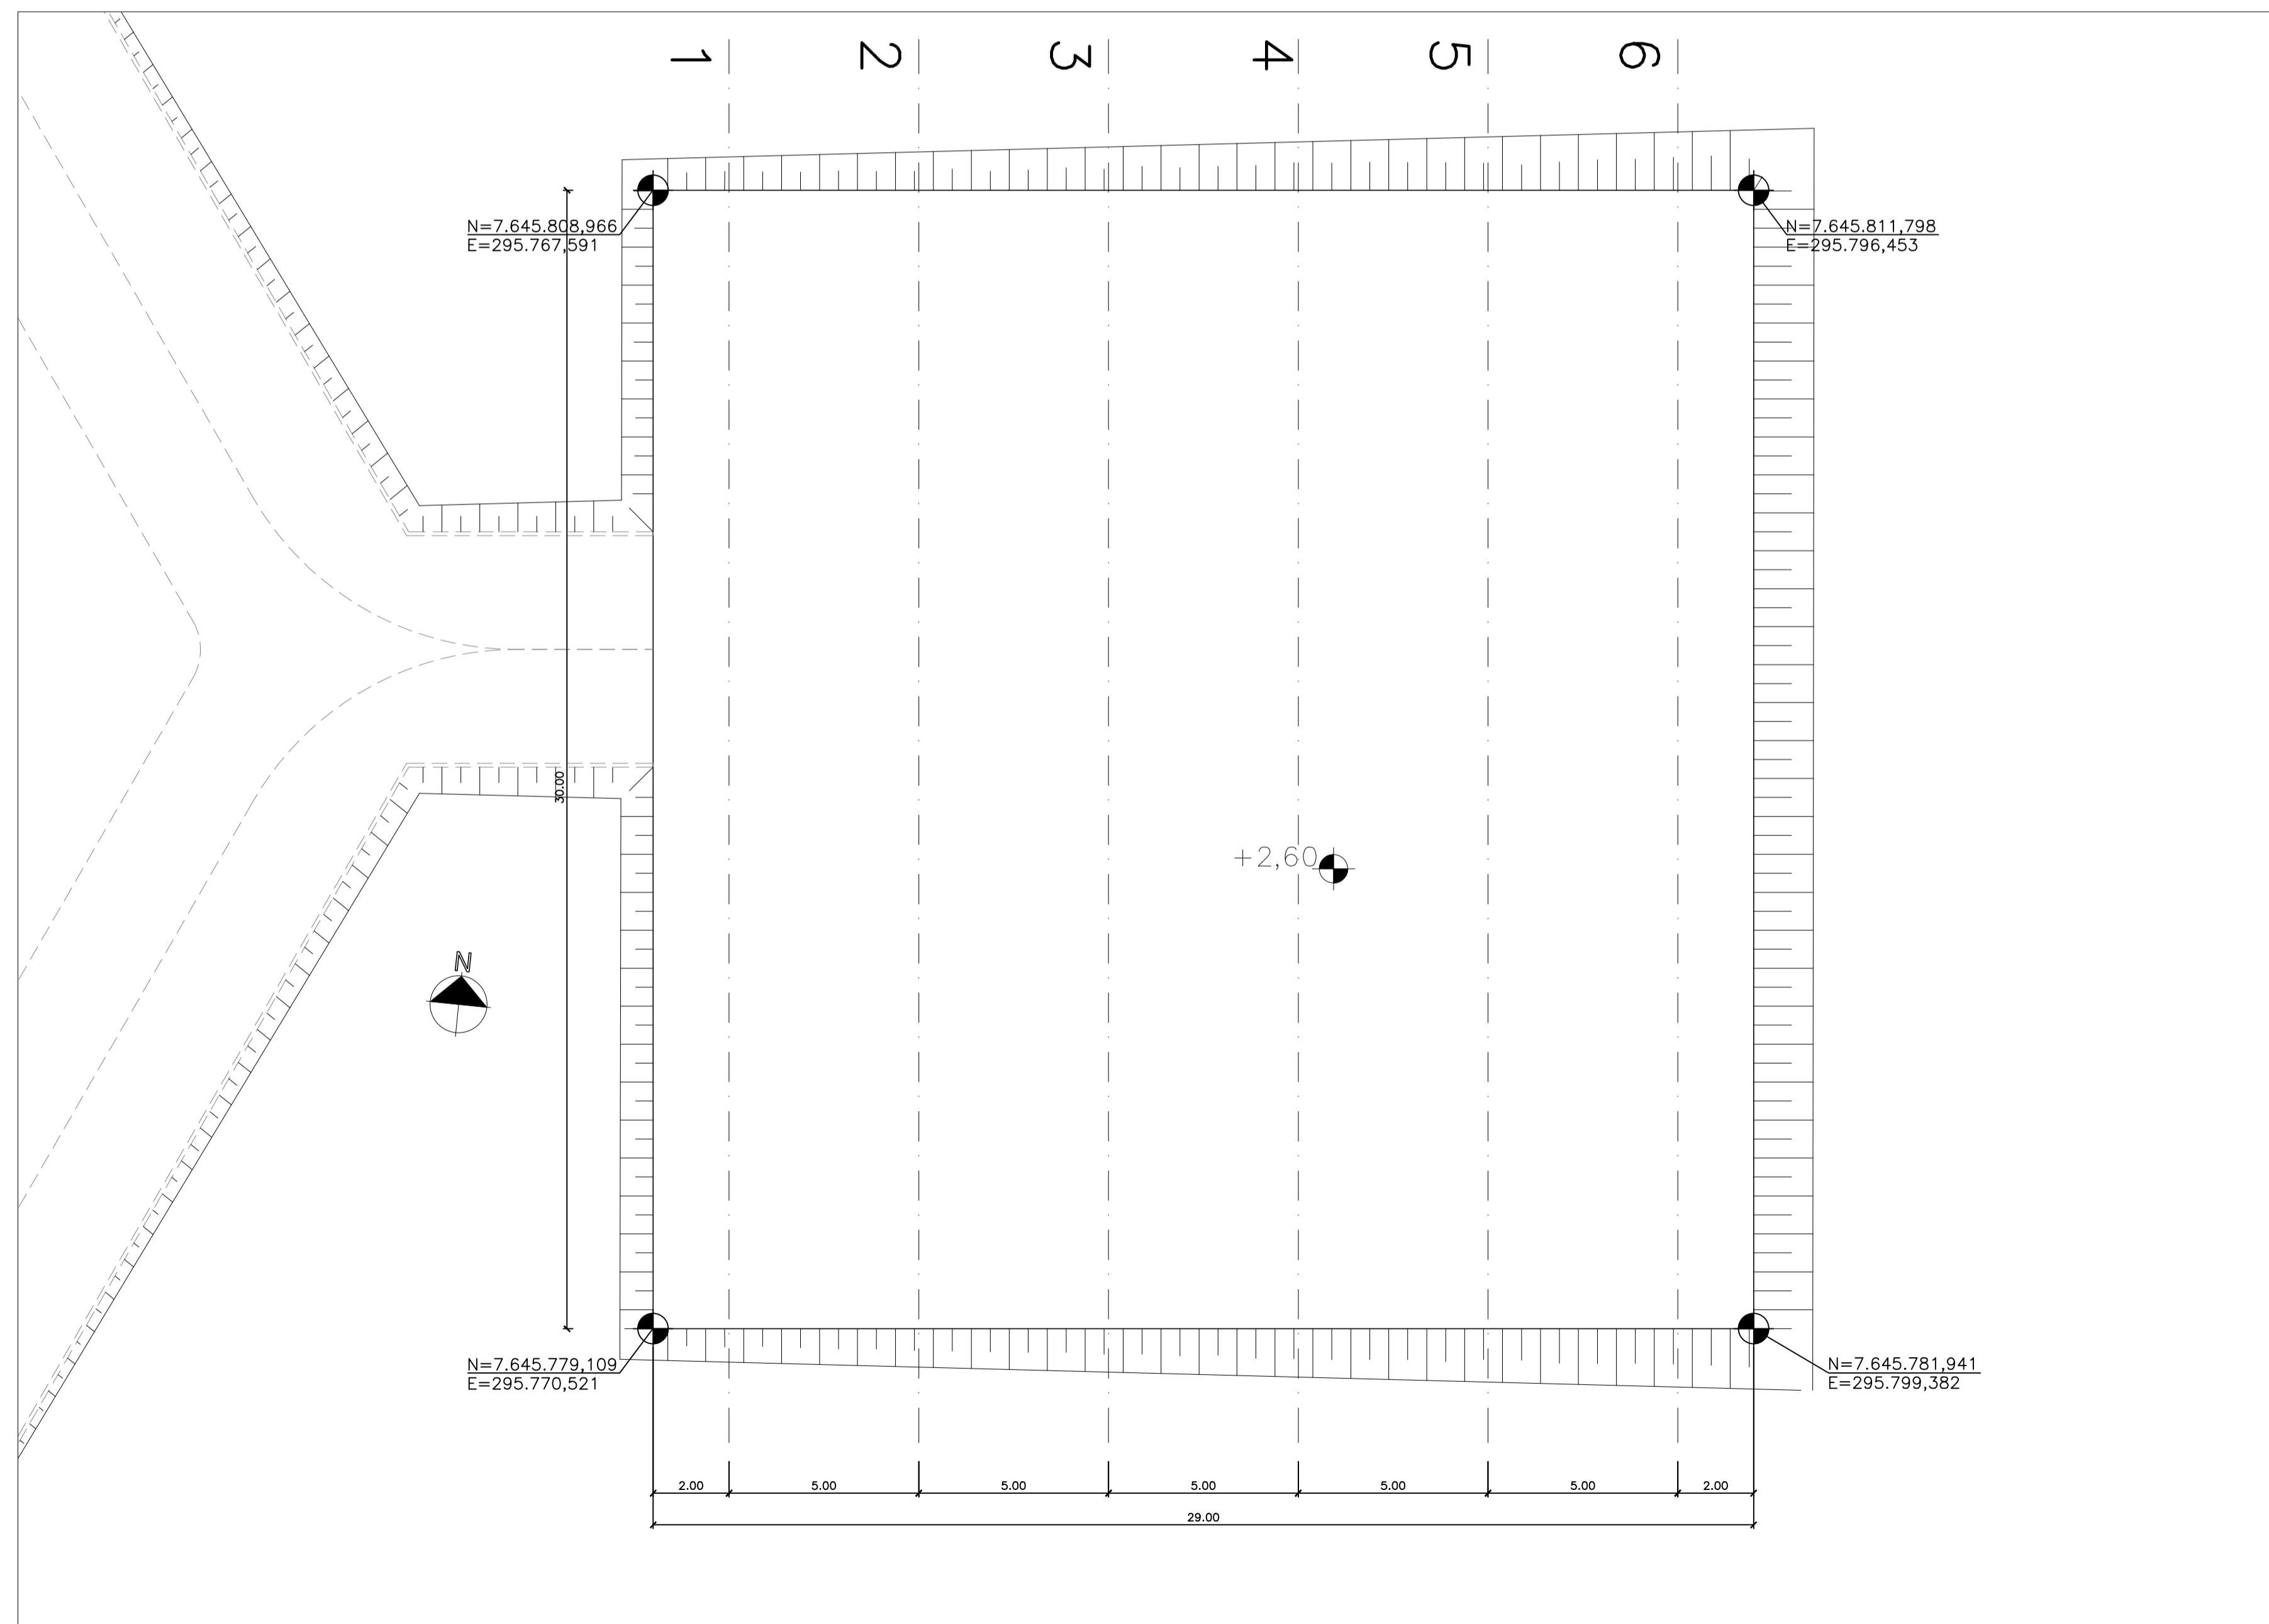 1
2
3
4
5
6
N=7.645.808,966
E=295.767,591
N=7.645.811,798
E=295.796,453
30.00
+2,60
N
N=7.645.779,109
E=295.770,521
N=7.645.781,941
E=295.799,382
2.00
5.00
5.00
5.00
5.00
5.00
2.00
29.00